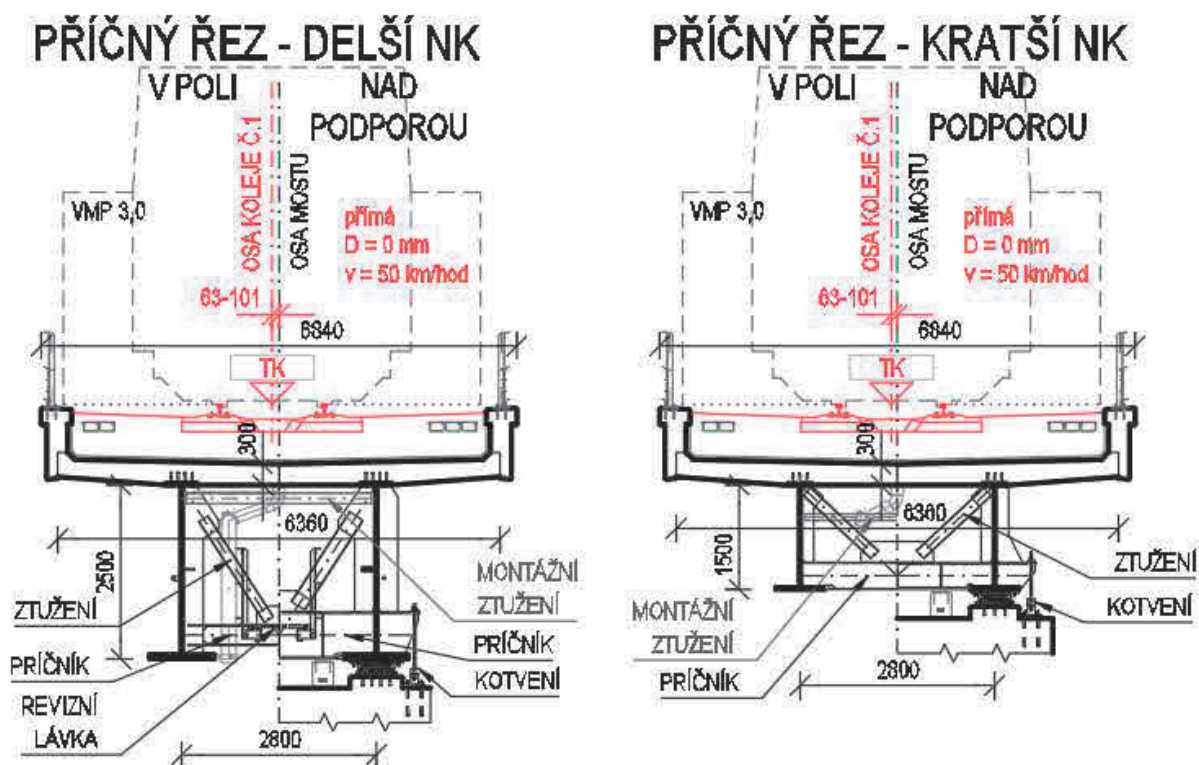 PŘÍČNÝ ŘEZ - DELŠÍ NK
V POLI
NAD
PODPOROU
OSA KOLEJE Č.1
OSA MOSTU
VMP 3,0
přímá
D = 0 mm
v = 50 km/hod
63-101
6840
TK
300
6360
2500
ZTUŽENÍ
MONTÁŽNÍ
ZTUŽENÍ
PRÍČNÍK
PRÍČNÍK
REVIZNÍ
LÁVKA
KOTVENÍ
2800
PŘÍČNÝ ŘEZ - KRATŠÍ NK
V POLI
NAD
PODPOROU
OSA KOLEJE Č.1
OSA MOSTU
VMP 3,0
přímá
D = 0 mm
v = 50 km/hod
63-101
6840
TK
300
6360
1500
ZTUŽENÍ
MONTÁŽNÍ
ZTUŽENÍ
KOTVENÍ
PRÍČNÍK
2800